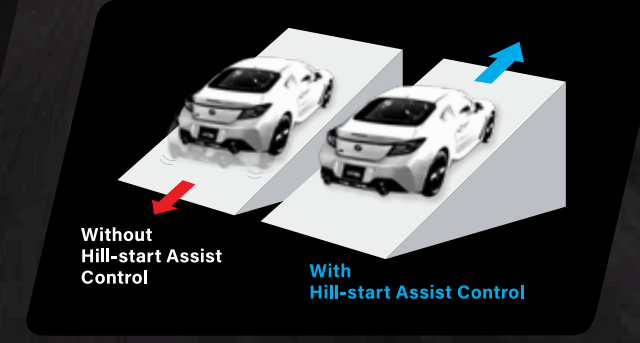 Without
Hill-start Assist
Control
With
Hill-start Assist Control